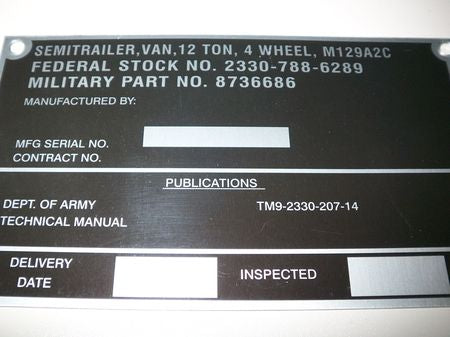 SEMITRAILER,VAN,12 TON, 4 WHEEL, M129A2C
FEDERAL STOCK NO. 2330-788-6289
MILITARY PART NO. 8736686
MANUFACTURED BY:
MFG SERIAL NO.
CONTRACT NO.
PUBLICATIONS
DEPT. OF ARMY TM9-2330-207-14
TECHNICAL MANUAL
DELIVERY INSPECTED
DATE